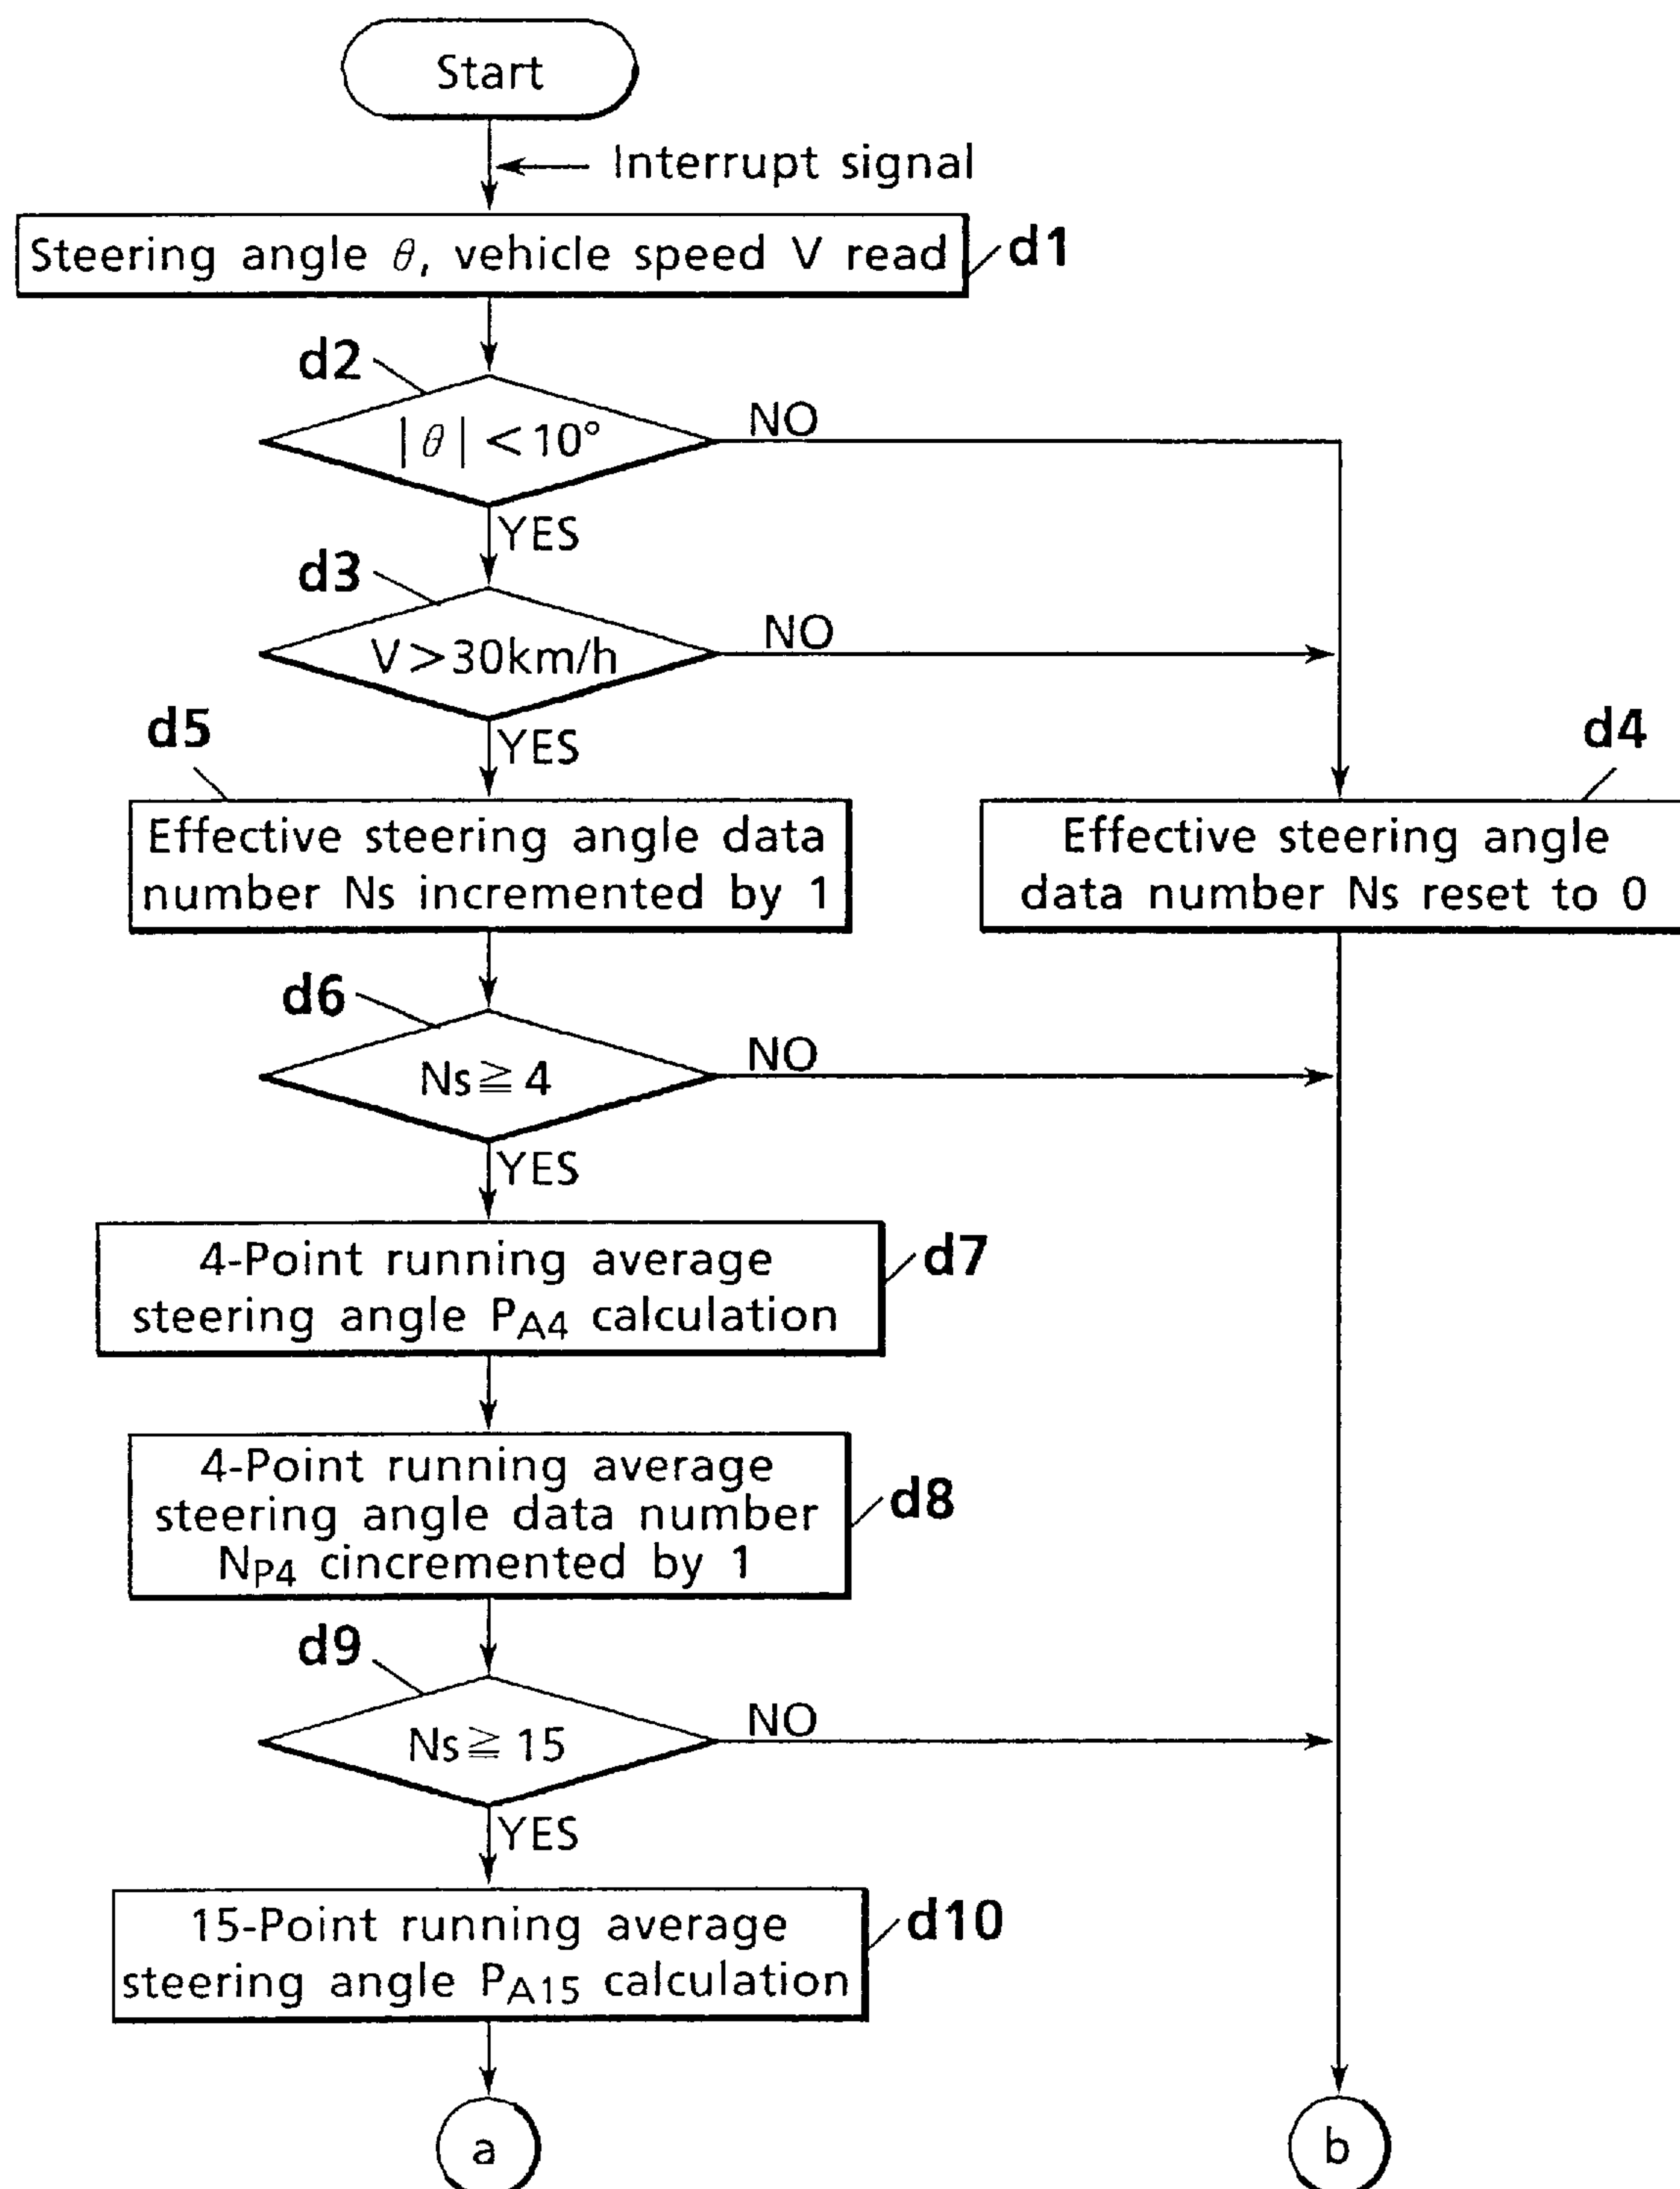 Start
Interrupt signal
Steering angle θ, vehicle speed V read
d1
d2
|θ| < 10°
NO
YES
d3
V > 30km/h
NO
YES
d5
Effective steering angle data
number Ns incremented by 1
d4
Effective steering angle
data number Ns reset to 0
d6
Ns ≧ 4
NO
YES
4-Point running average
steering angle PA4 calculation
d7
4-Point running average
steering angle data number
NP4 cincremented by 1
d8
d9
Ns ≧ 15
NO
YES
15-Point running average
steering angle PA15 calculation
d10
a
b